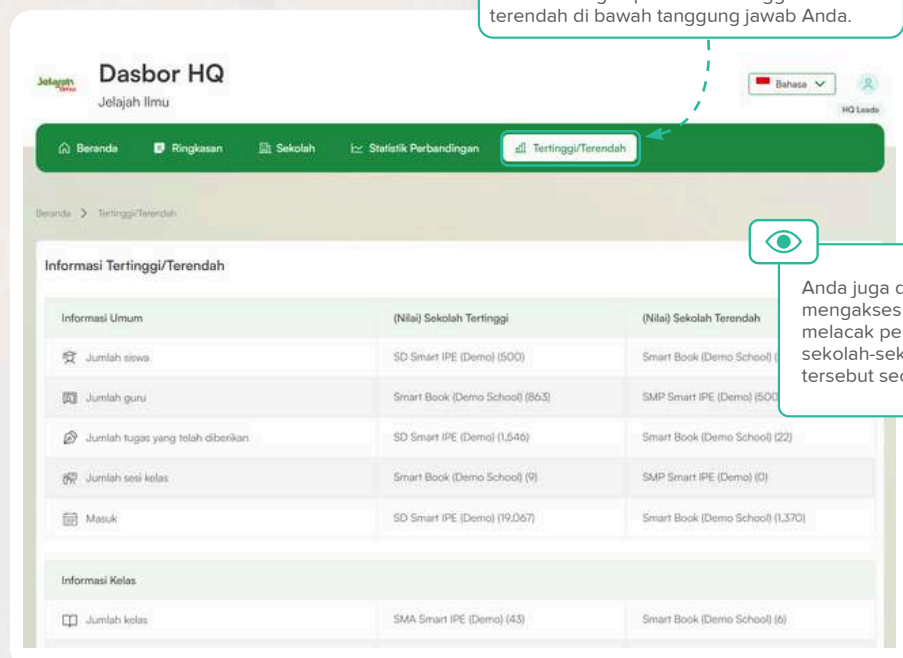 terendah di bawah tanggung jawab Anda.
Dasbor HQ
Jelajah Ilmu
Bahasa
HQ Leads
Beranda Ringkasan Sekolah Statistik Perbandingan Tertinggi/Terendah
Beranda > Tertinggi/Terendah
Informasi Tertinggi/Terendah
Anda juga
mengakses
melacak
sekolah-sek
tersebut
Informasi Umum (Nilai) Sekolah Tertinggi (Nilai) Sekolah Terendah
Jumlah siswa SD Smart IPE (Demo) (500) Smart Book (Demo School)
Jumlah guru Smart Book (Demo School) (863) SMP Smart IPE (Demo) (500
Jumlah tugas yang telah diberikan SD Smart IPE (Demo) (1,546) Smart Book (Demo School) (22)
Jumlah sesi kelas Smart Book (Demo School) (9) SMP Smart IPE (Demo) (0)
Masuk SD Smart IPE (Demo) (19,067) Smart Book (Demo School) (1,370)
Informasi Kelas
Jumlah kelas SMA Smart IPE (Demo) (43) Smart Book (Demo School) (6)